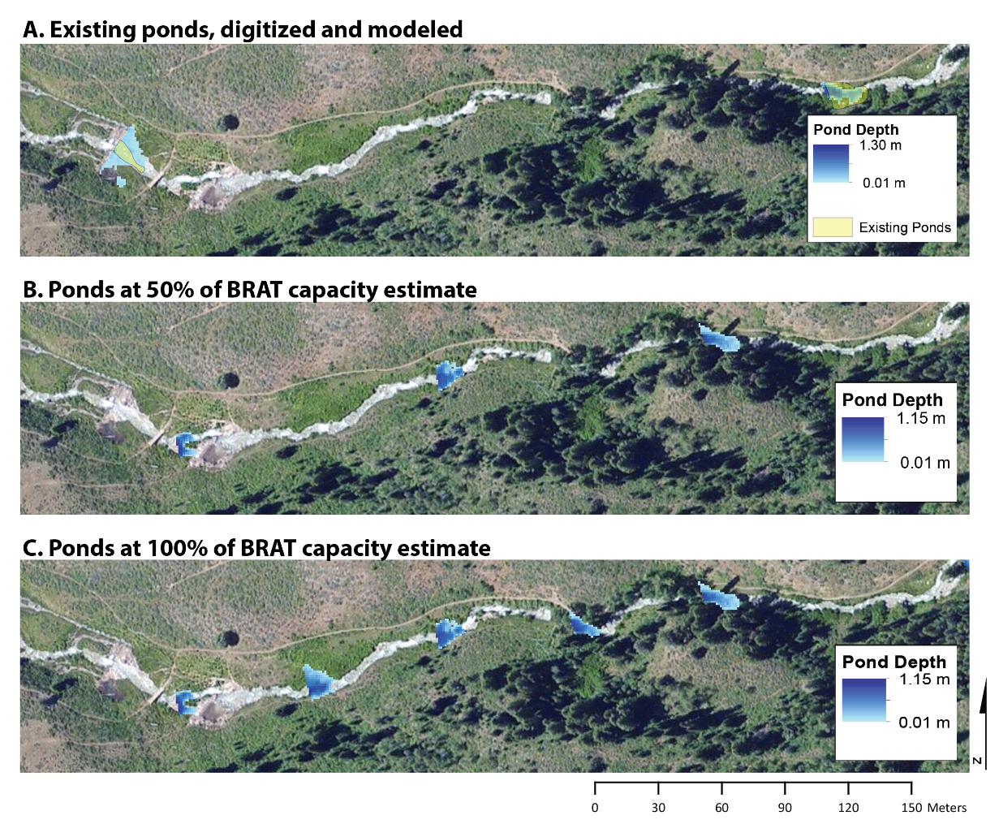 A. Existing ponds, digitized and modeled
Pond Depth
1.30 m
0.01 m
Existing Ponds
B. Ponds at 50% of BRAT capacity estimate
Pond Depth
1.15 m
0.01 m
C. Ponds at 100% of BRAT capacity estimate
Pond Depth
1.15 m
0.01 m
N
0 30 60 90 120 150 Meters